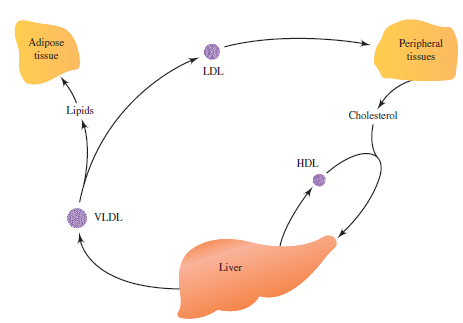 Adipose
tissue
Peripheral
tissues
LDL
Lipids
Cholesterol
HDL
VLDL
Liver